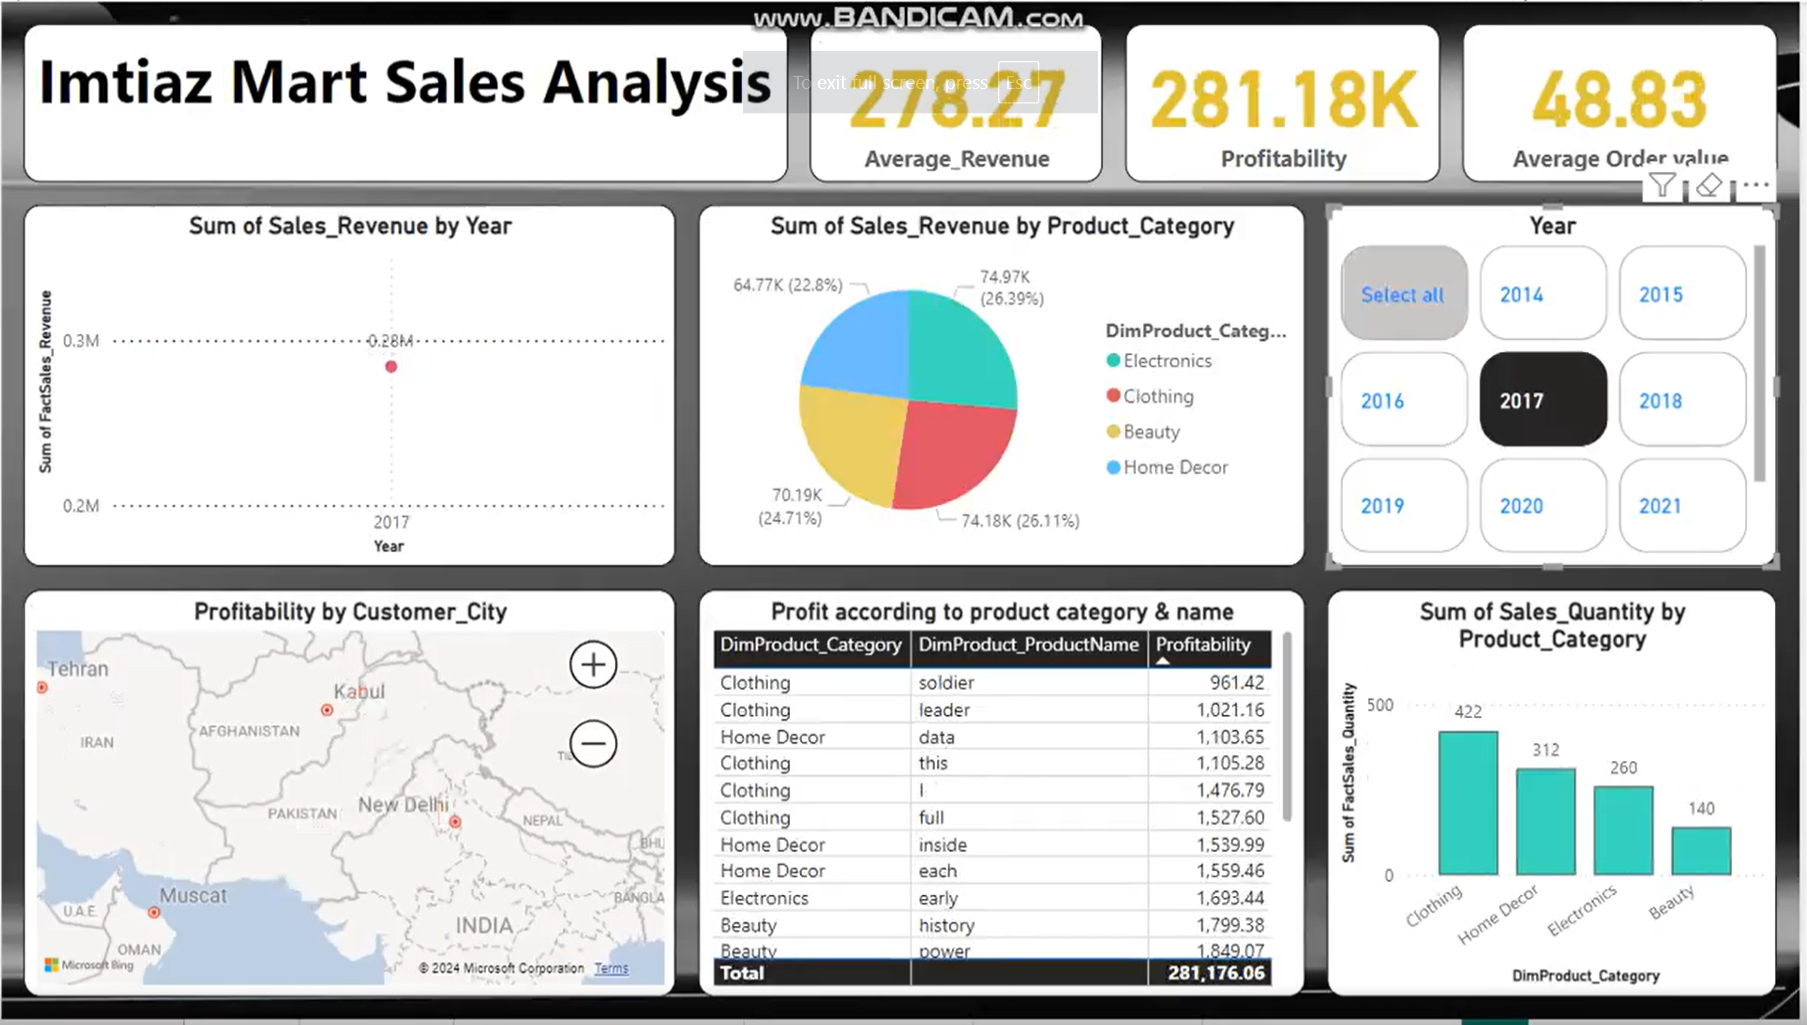 www.BANDICAM.com
Imtiaz Mart Sales Analysis
To exit full screen, press Esc
278.27
Average_Revenue
281.18K
Profitability
48.83
Average Order value
Sum of Sales_Revenue by Year
Sum of FactSales_Revenue
0.3M
0.28M
0.2M
2017
Year
Sum of Sales_Revenue by Product_Category
64.77K (22.8%)
74.97K
(26.39%)
70.19K
(24.71%)
74.18K (26.11%)
DimProduct_Categ...
Electronics
Clothing
Beauty
Home Decor
Year
Select all 2014 2015
2016 2017 2018
2019 2020 2021
Profitability by Customer_City
Tehran
Kabul
AFGHANISTAN
IRAN
PAKISTAN
New Delhi
NEPAL
BHU
Muscat
U.A.E.
BANGLA
INDIA
OMAN
Microsoft Bing
© 2024 Microsoft Corporation Terms
Profit according to product category & name
DimProduct_Category DimProduct_ProductName Profitability
Clothing soldier 961.42
Clothing leader 1,021.16
Home Decor data 1,103.65
Clothing this 1,105.28
Clothing I 1,476.79
Clothing full 1,527.60
Home Decor inside 1,539.99
Home Decor each 1,559.46
Electronics early 1,693.44
Beauty history 1,799.38
Beauty power 1,849.07
Total 281,176.06
Sum of Sales_Quantity by
Product_Category
Sum of FactSales_Quantity
500
422
312
260
140
0
Clothing
Home Decor
Electronics
Beauty
DimProduct_Category